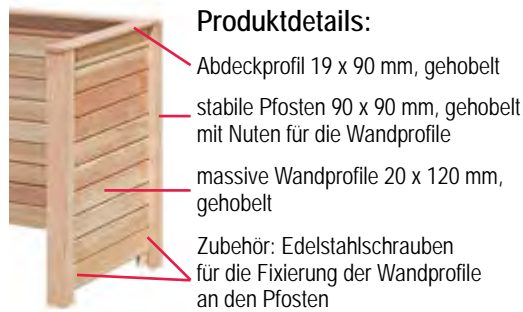 Produktdetails:
Abdeckprofil 19 x 90 mm, gehobelt
stabile Pfosten 90 x 90 mm, gehobelt
mit Nuten für die Wandprofile
massive Wandprofile 20 x 120 mm,
gehobelt
Zubehör: Edelstahlschrauben
für die Fixierung der Wandprofile
an den Pfosten